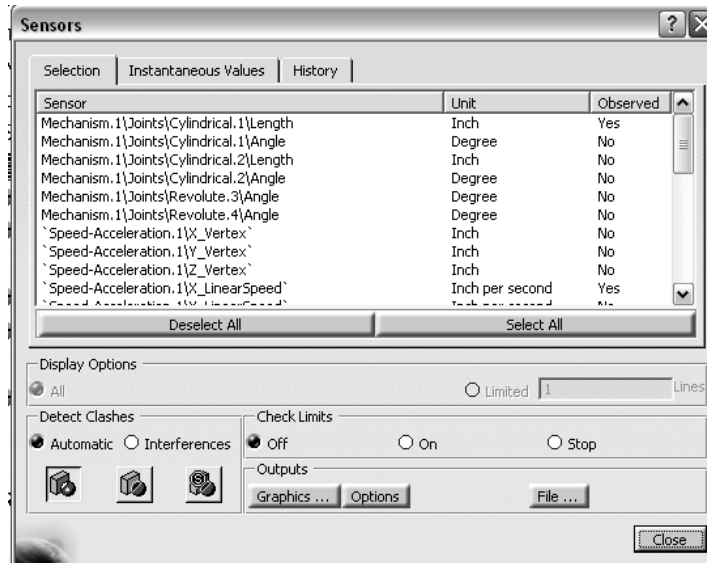 Sensors
Selection Instantaneous Values History
Sensor Unit Observed
Mechanism.1\Joints\Cylindrical.1\Length Inch Yes
Mechanism.1\Joints\Cylindrical.1\Angle Degree No
Mechanism.1\Joints\Cylindrical.2\Length Inch No
Mechanism.1\Joints\Cylindrical.2\Angle Degree No
Mechanism.1\Joints\Revolute.3\Angle Degree No
Mechanism.1\Joints\Revolute.4\Angle Degree No
`Speed-Acceleration.1\X_Vertex` Inch No
`Speed-Acceleration.1\Y_Vertex` Inch No
`Speed-Acceleration.1\Z_Vertex` Inch No
`Speed-Acceleration.1\X_LinearSpeed` Inch per second Yes
Deselect All Select All
Display Options
All Limited 1 Lines
Detect Clashes Check Limits
Automatic Interferences Off On Stop
Outputs
Graphics ... Options File ...
Close